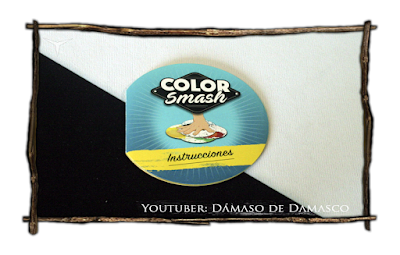 COLOR
Smash
Instrucciones
Youtuber: Dámaso de Damasco